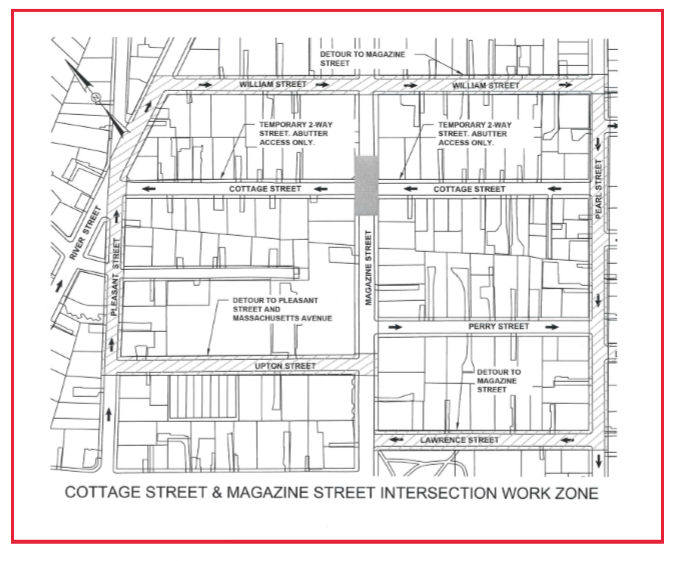 DETOUR TO MAGAZINE
STREET
WILLIAM STREET
WILLIAM STREET
TEMPORARY 2-WAY
STREET. ABUTTER
ACCESS ONLY.
TEMPORARY 2-WAY
STREET. ABUTTER
ACCESS ONLY.
COTTAGE STREET
COTTAGE STREET
PEARL STREET
RIVER STREET
PLEASANT STREET
MAGAZINE STREET
DETOUR TO PLEASANT
STREET AND
MASSACHUSETTS AVENUE
PERRY STREET
UPTON STREET
DETOUR TO
MAGAZINE
STREET
LAWRENCE STREET
COTTAGE STREET & MAGAZINE STREET INTERSECTION WORK ZONE